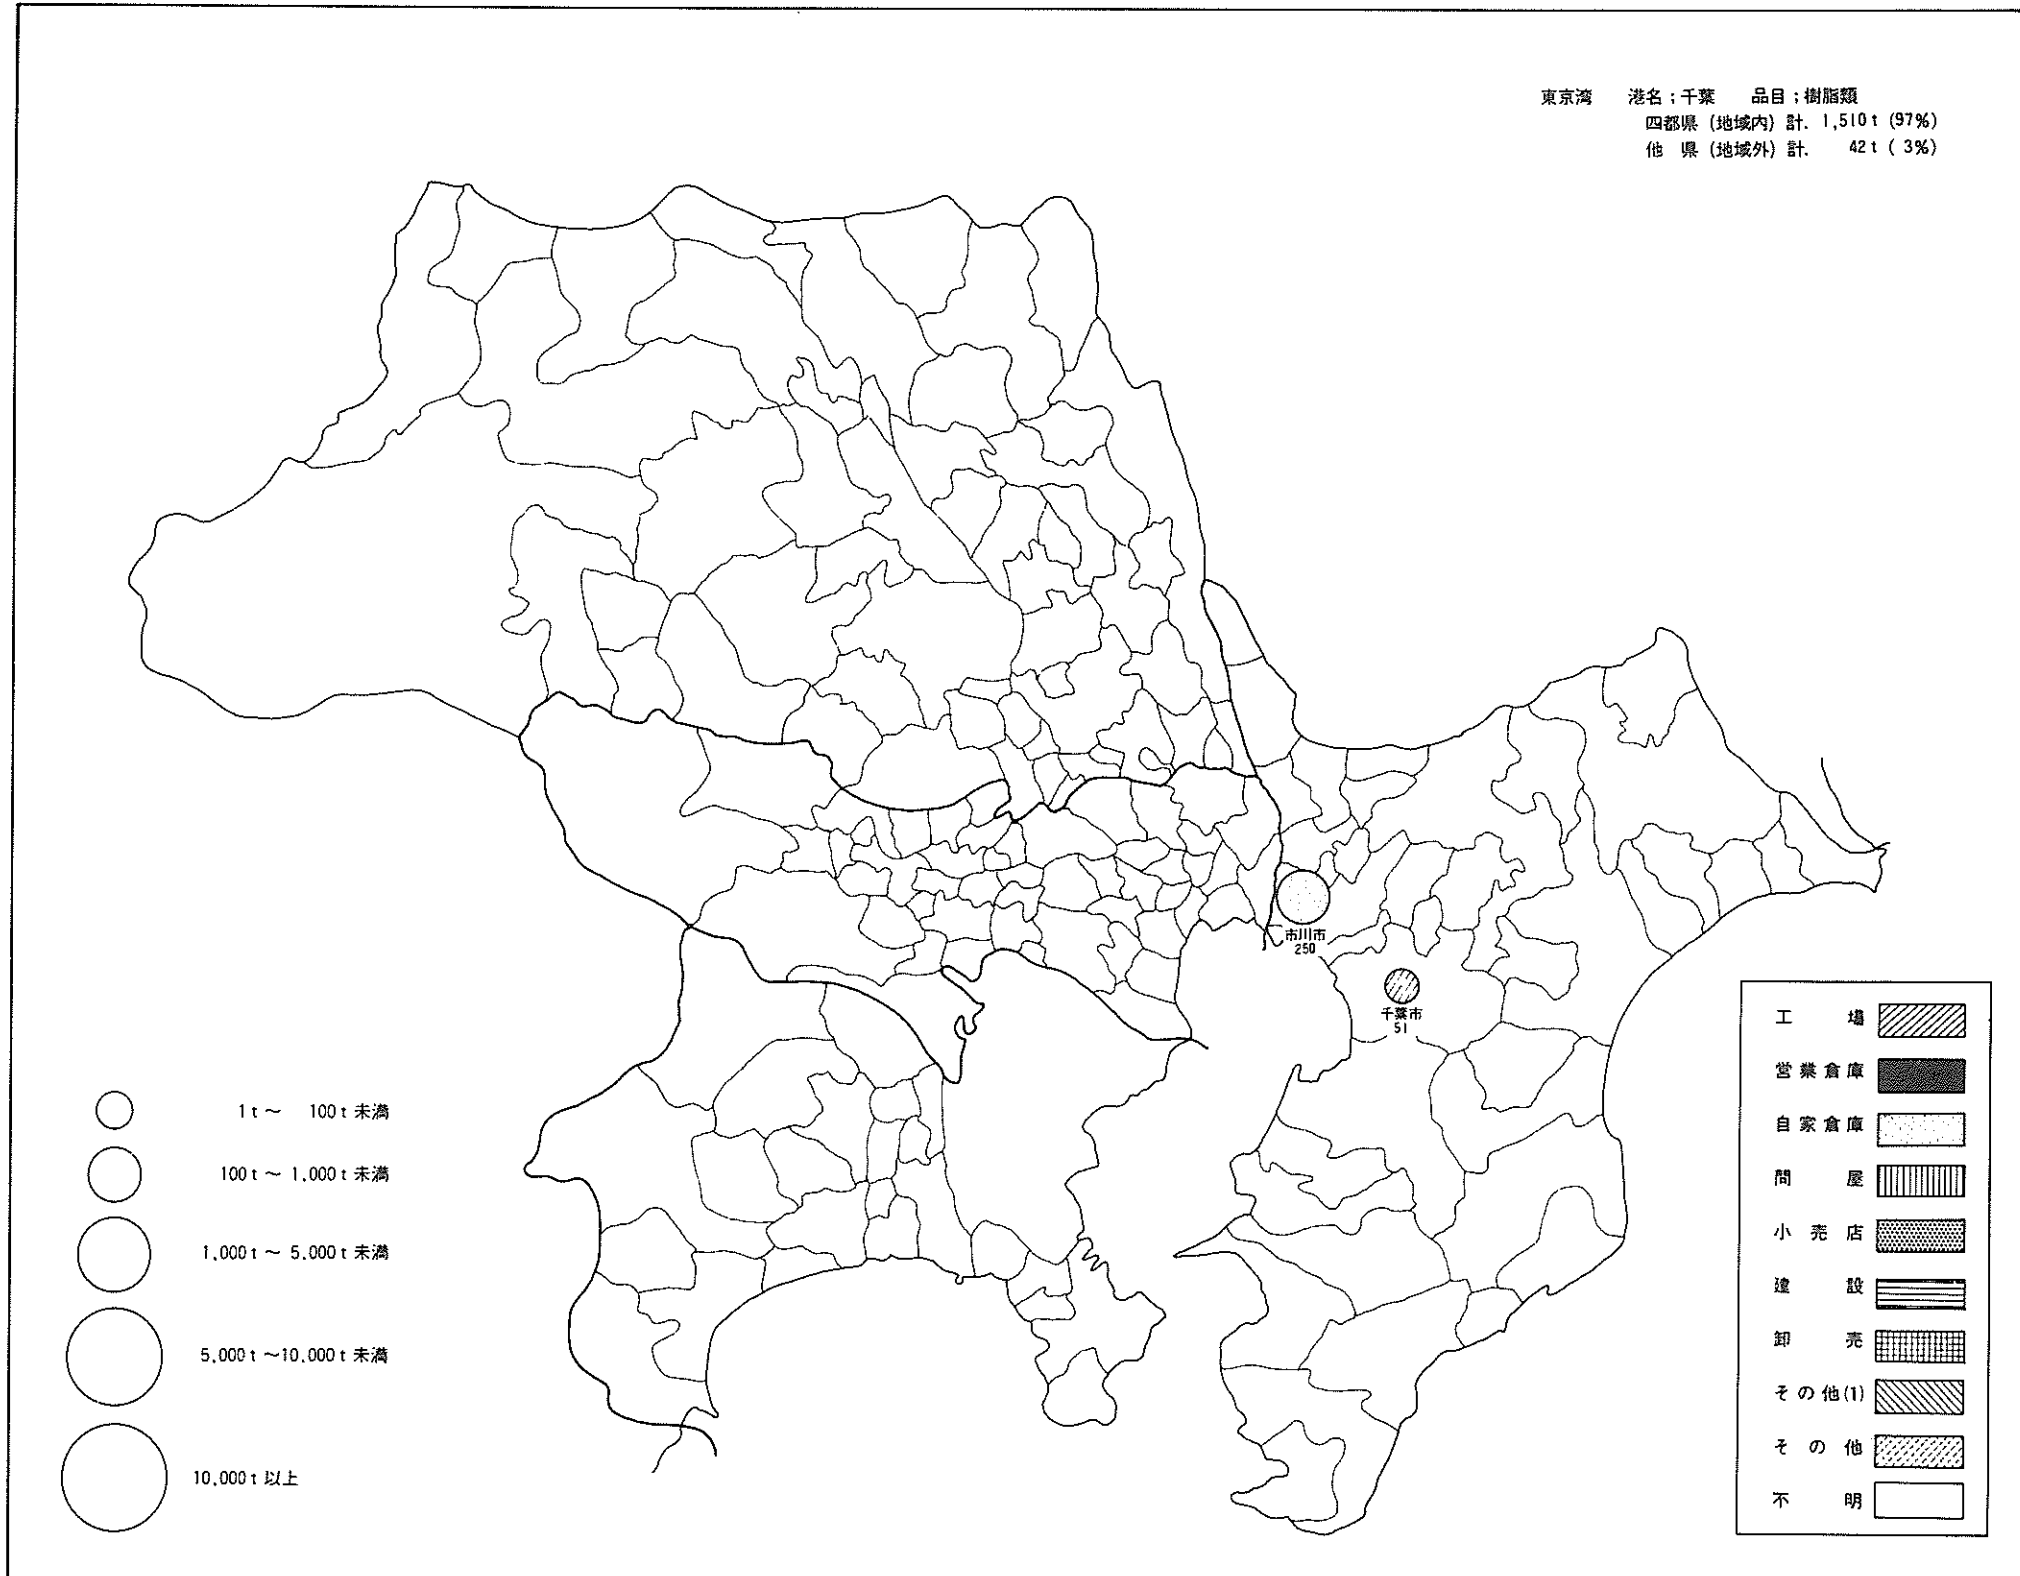 東京湾 港名;千葉 品目;樹脂類
四都県 (地域内) 計. 1,510t (97%)
他 県 (地域外) 計. 42t ( 3%)
市川市
250
千葉市
51
1t~ 100t未満
100t~1,000t未満
1,000t~5,000t未満
5,000t~10,000t未満
10,000t以上
工 場
営業倉庫
自家倉庫
問 屋
小売店
建 設
卸 売
その他(1)
その他
不 明